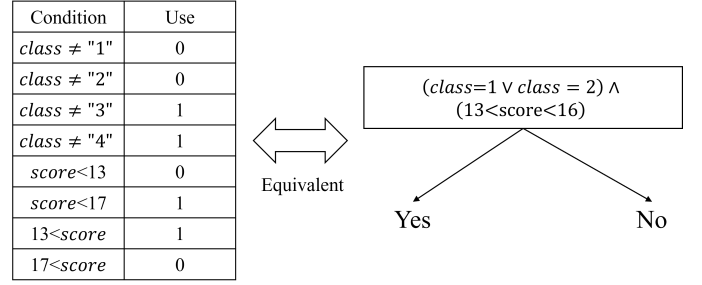 Condition Use
class ≠ "1" 0
class ≠ "2" 0
class ≠ "3" 1
class ≠ "4" 1
score<13 0
score<17 1
13<score 1
17<score 0
Equivalent
(class=1 ∨ class = 2) ∧
(13<score<16)
Yes No